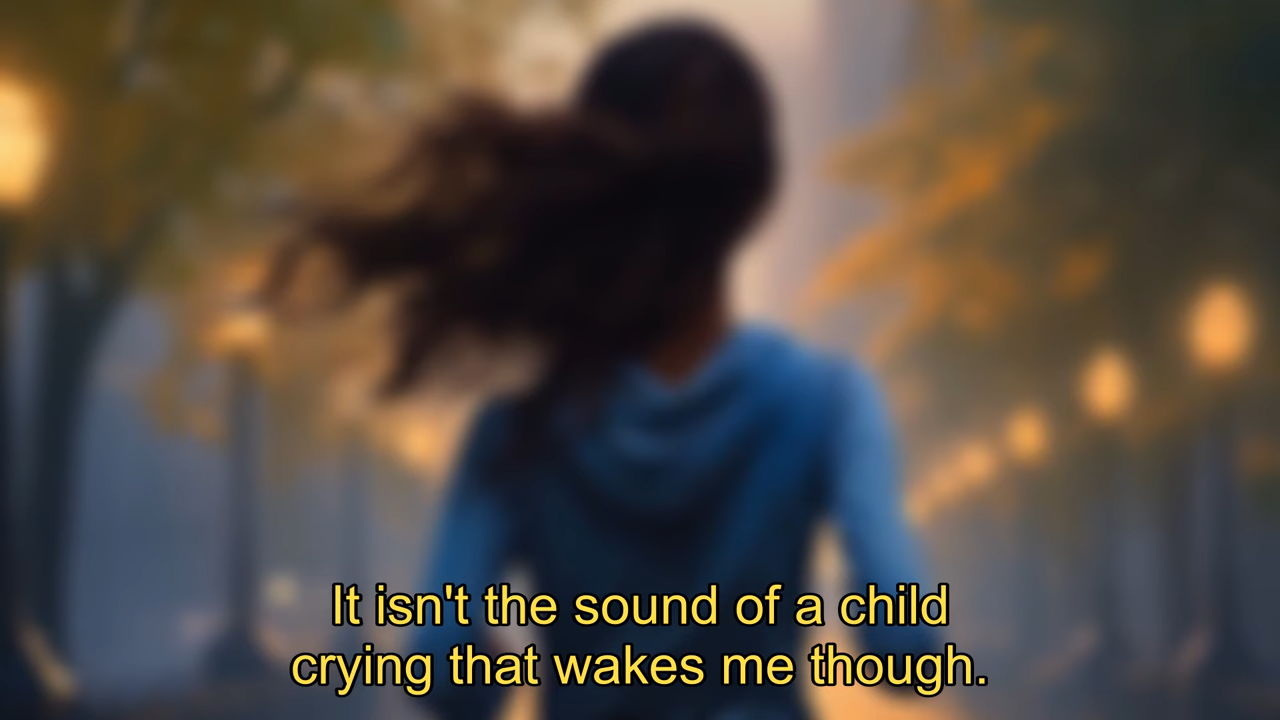 It isn't the sound of a child
crying that wakes me though.